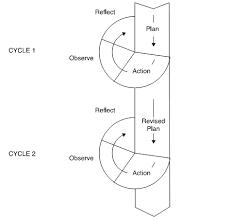 Reflect
Plan
CYCLE 1
Observe
Action
Reflect
Revised
Plan
CYCLE 2
Observe
Action